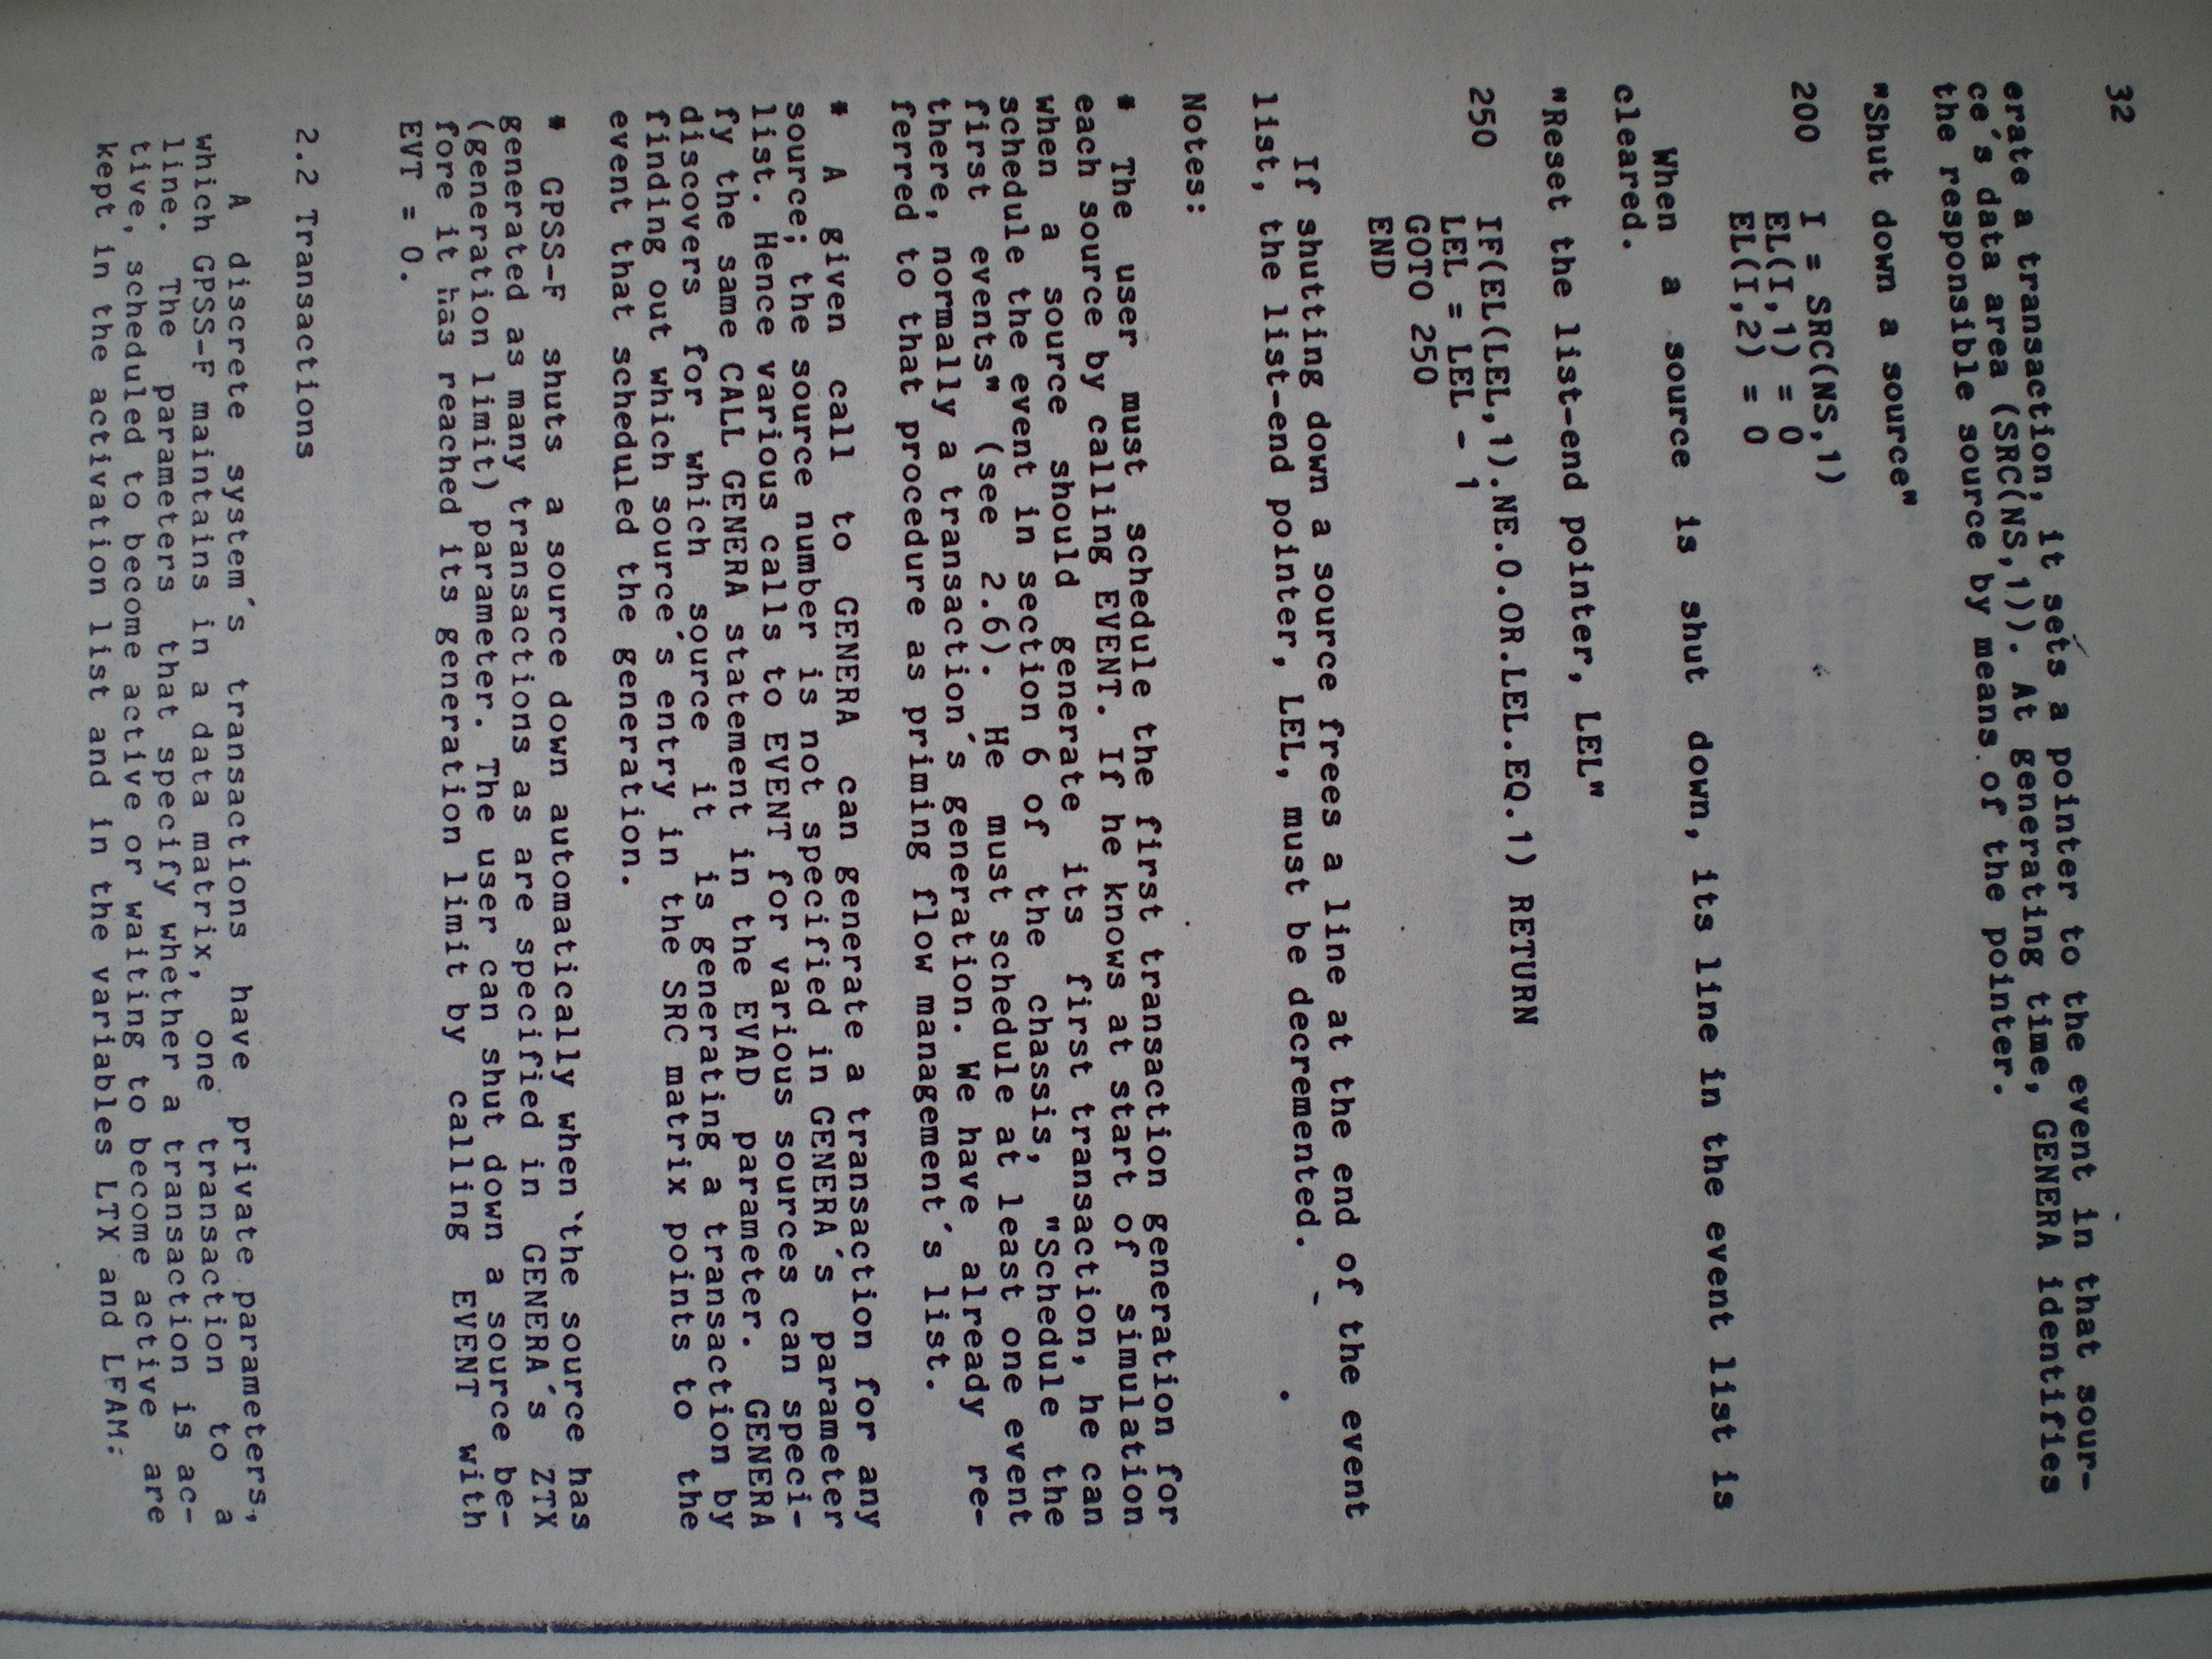 32
erate a transaction, it sets a pointer to the event in that sour-
ce's data area (SRC(NS,1)). At generating time, GENERA identifies
the responsible source by means of the pointer.
"Shut down a source"
200 I = SRC(NS,1)
EL(I,1) = 0
EL(I,2) = 0
When a source is shut down, its line in the event list is
cleared.
"Reset the list-end pointer, LEL"
250 IF(EL(LEL,1).NE.0.OR.LEL.EQ.1) RETURN
LEL = LEL - 1
GOTO 250
END
If shutting down a source frees a line at the end of the event
list, the list-end pointer, LEL, must be decremented.
Notes:
* The user must schedule the first transaction generation for
each source by calling EVENT. If he knows at start of simulation
when a source should generate its first transaction, he can
schedule the event in section 6 of the chassis, "Schedule the
first events" (see 2.6). He must schedule at least one event
there, normally a transaction's generation. We have already re-
ferred to that procedure as priming flow management's list.
* A given call to GENERA can generate a transaction for any
source; the source number is not specified in GENERA's parameter
list. Hence various calls to EVENT for various sources can speci-
fy the same CALL GENERA statement in the EVAD parameter. GENERA
discovers for which source it is generating a transaction by
finding out which source's entry in the SRC matrix points to the
event that scheduled the generation.
* GPSS-F shuts a source down automatically when the source has
generated as many transactions as are specified in GENERA's ZTX
(generation limit) parameter. The user can shut down a source be-
fore it has reached its generation limit by calling EVENT with
EVT = 0.
2.2 Transactions
A discrete system's transactions have private parameters,
which GPSS-F maintains in a data matrix, one transaction to a
line. The parameters that specify whether a transaction is ac-
tive, scheduled to become active or waiting to become active are
kept in the activation list and in the variables LTX and LFAM: